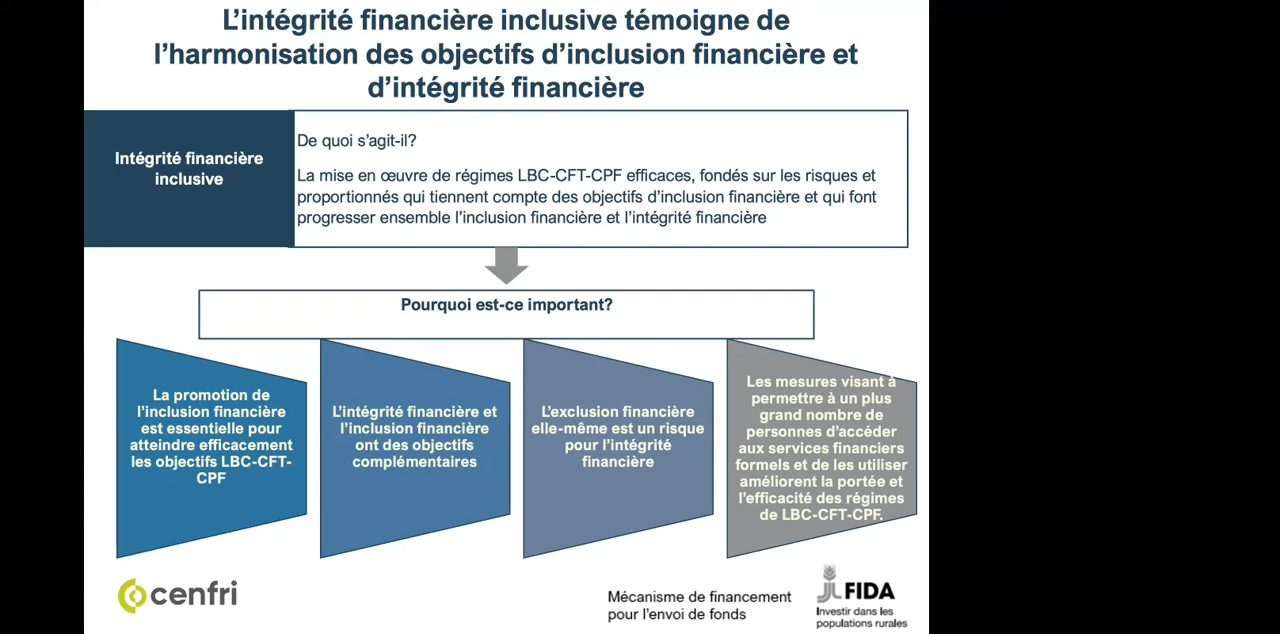 L’intégrité financière inclusive témoigne de
l’harmonisation des objectifs d’inclusion financière et
d’intégrité financière
Intégrité financière
inclusive
De quoi s’agit-il?
La mise en œuvre de régimes LBC-CFT-CPF efficaces, fondés sur les risques et
proportionnés qui tiennent compte des objectifs d’inclusion financière et qui font
progresser ensemble l’inclusion financière et l’intégrité financière
Pourquoi est-ce important?
La promotion de
l’inclusion financière
est essentielle pour
atteindre efficacement
les objectifs LBC-CFT-
CPF
L’intégrité financière et
l’inclusion financière
ont des objectifs
complémentaires
L’exclusion financière
elle-même est un risque
pour l’intégrité
financière
Les mesures visant à
permettre à un plus
grand nombre de
personnes d’accéder
aux services financiers
formels et de les utiliser
améliorent la portée et
l’efficacité des régimes
de LBC-CFT-CPF.
cenfri
Mécanisme de financement
pour l’envoi de fonds
FIDA
Investir dans les
populations rurales